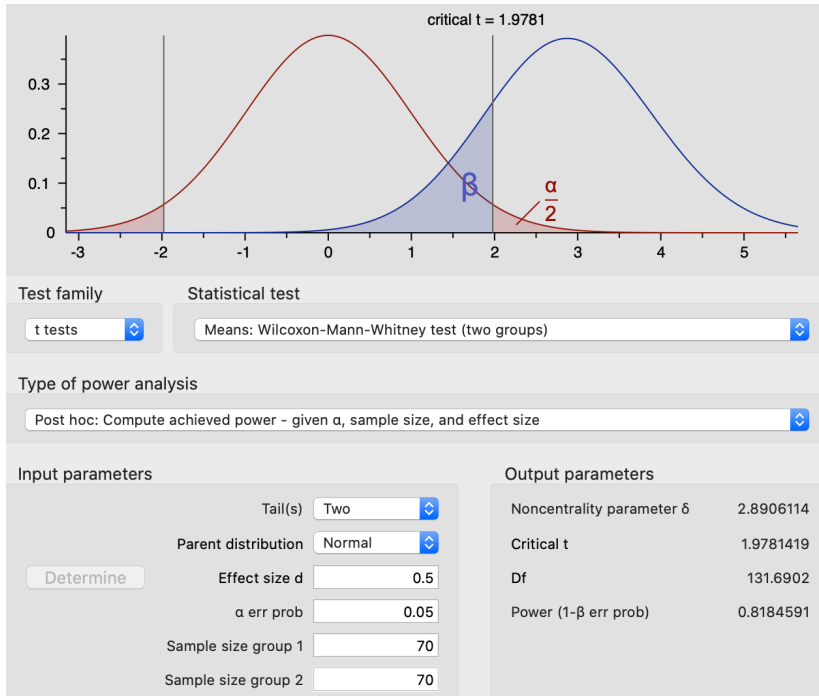 critical t = 1.9781
0.3
0.2
0.1
0
β
α
2
-3 -2 -1 0 1 2 3 4 5
Test family Statistical test
t tests Means: Wilcoxon-Mann-Whitney test (two groups)
Type of power analysis
Post hoc: Compute achieved power - given α, sample size, and effect size
Input parameters Output parameters
Tail(s) Two Noncentrality parameter δ 2.8906114
Parent distribution Normal Critical t 1.9781419
Determine Effect size d 0.5 Df 131.6902
α err prob 0.05 Power (1-β err prob) 0.8184591
Sample size group 1 70
Sample size group 2 70